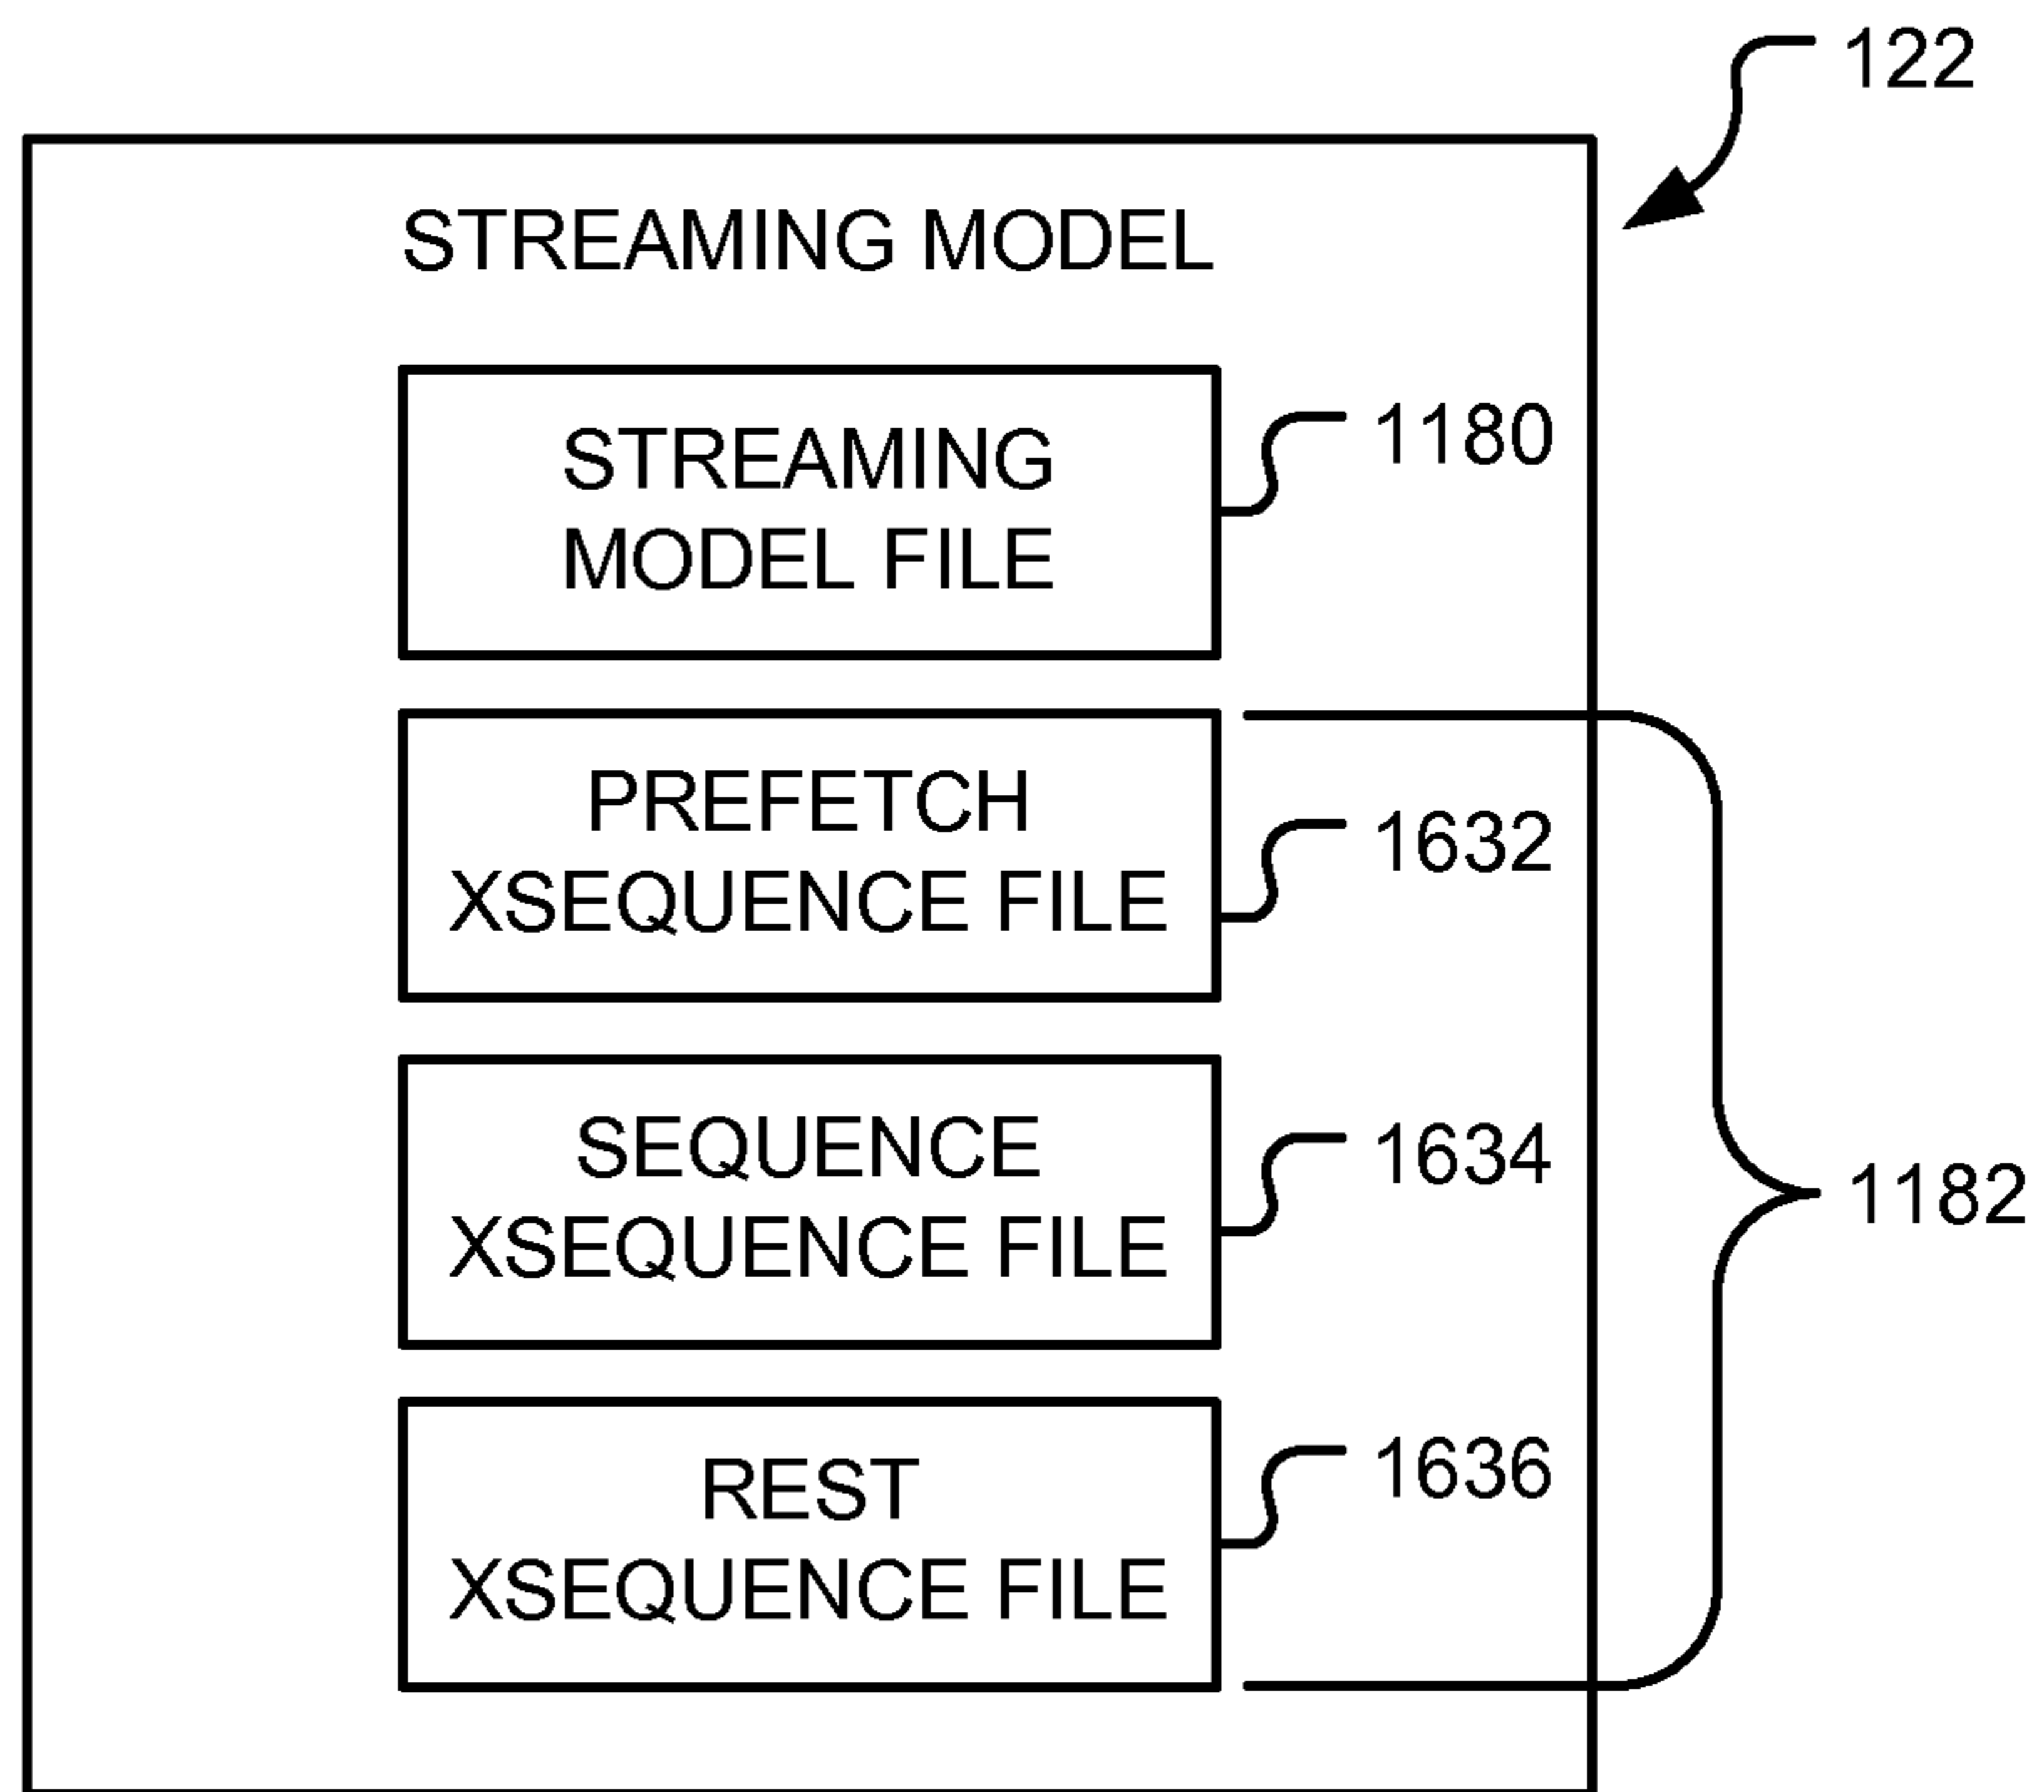 122
STREAMING MODEL
STREAMING
MODEL FILE
1180
PREFETCH
XSEQUENCE FILE
1632
SEQUENCE
XSEQUENCE FILE
1634
1182
REST
XSEQUENCE FILE
1636